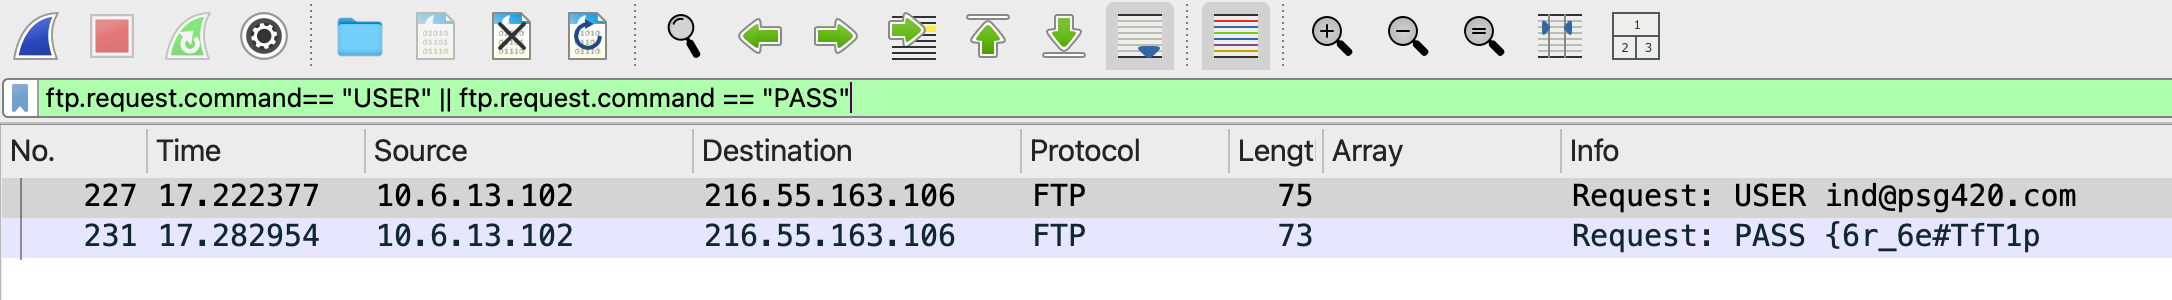 ftp.request.command== "USER" || ftp.request.command == "PASS"
No. Time Source Destination Protocol Lengt Array Info
227 17.222377 10.6.13.102 216.55.163.106 FTP 75 Request: USER ind@psg420.com
231 17.282954 10.6.13.102 216.55.163.106 FTP 73 Request: PASS {6r_6e#TfT1p